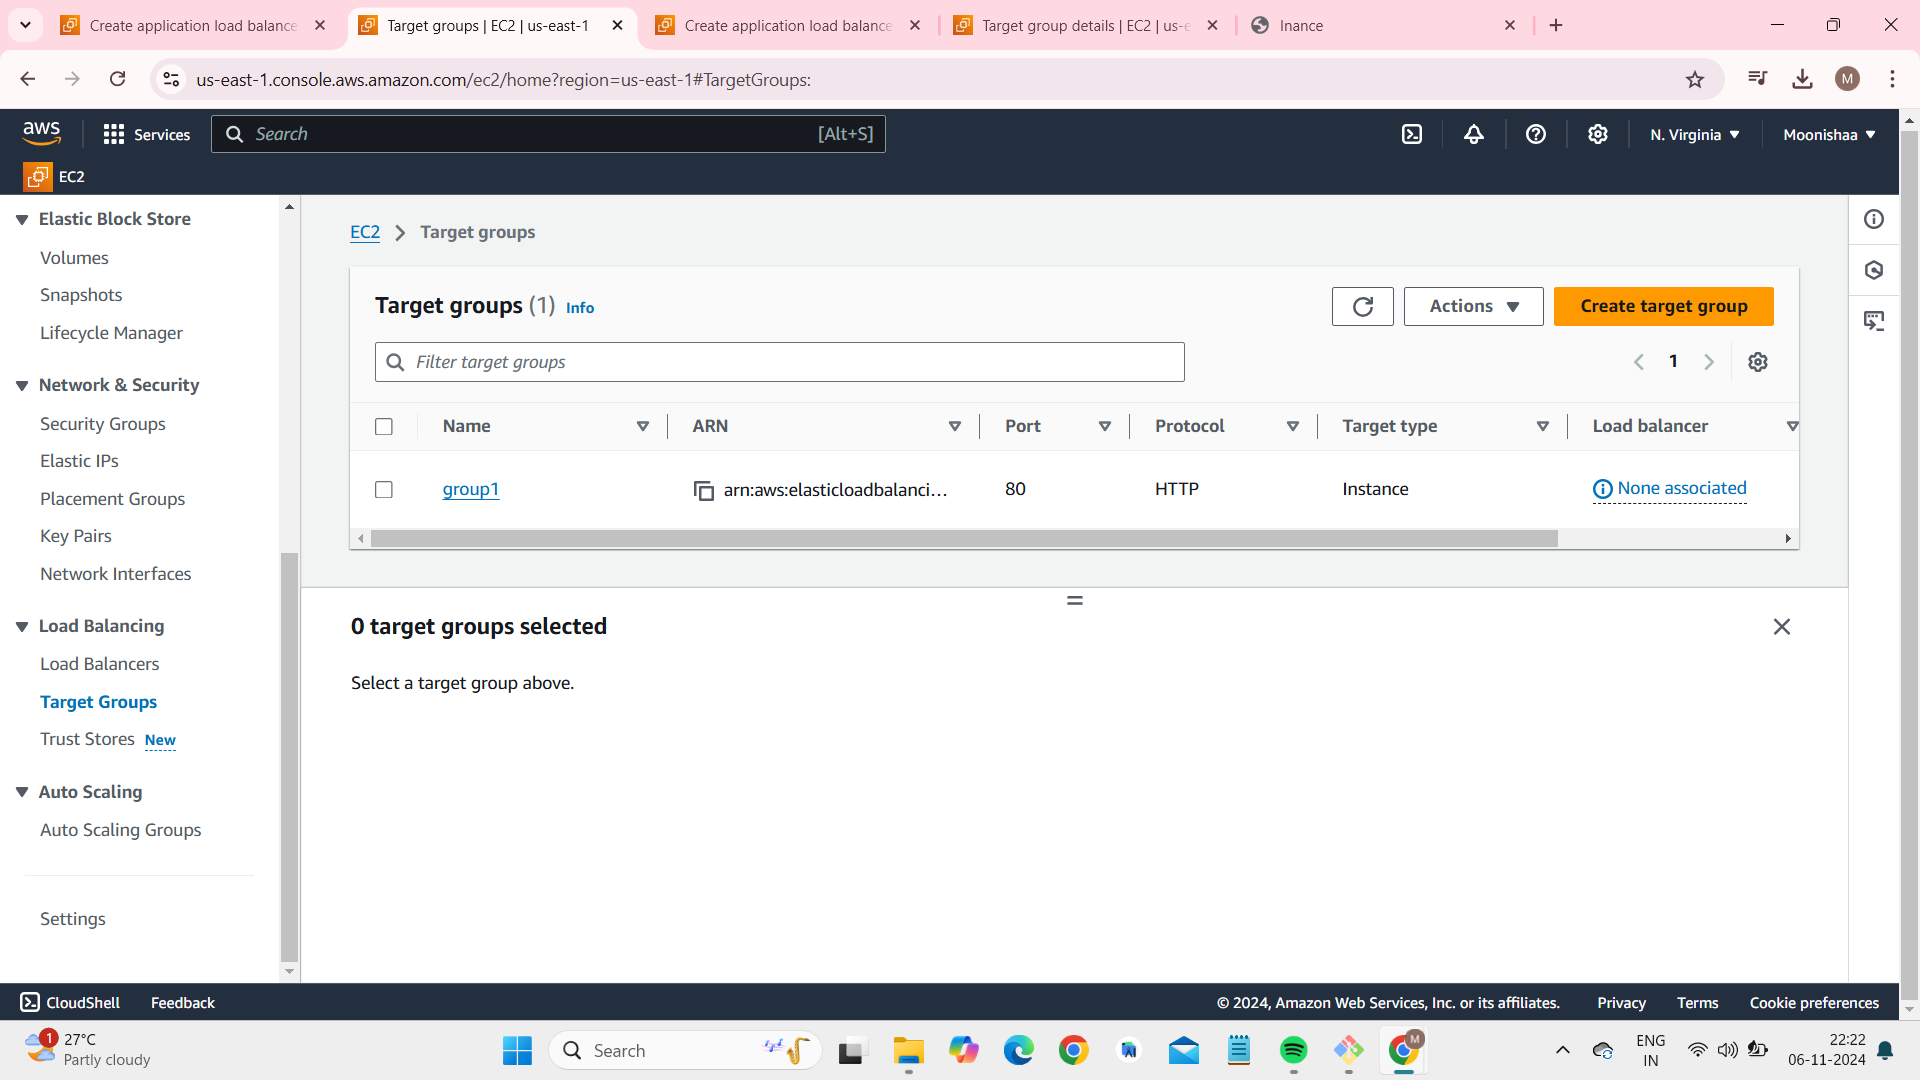 Create application load balance
Target groups | EC2 | us-east-1
Create application load balance
Target group details | EC2 | us-e
Inance
us-east-1.console.aws.amazon.com/ec2/home?region=us-east-1#TargetGroups:
M
aws
Services
Search
[Alt+S]
N. Virginia
Moonishaa
EC2
Elastic Block Store
Volumes
Snapshots
Lifecycle Manager
Network & Security
Security Groups
Elastic IPs
Placement Groups
Key Pairs
Network Interfaces
Load Balancing
Load Balancers
Target Groups
Trust Stores New
Auto Scaling
Auto Scaling Groups
Settings
EC2 > Target groups
Target groups (1) Info
Actions
Create target group
Filter target groups
1
Name ARN Port Protocol Target type Load balancer
group1 arn:aws:elasticloadbalanci... 80 HTTP Instance None associated
0 target groups selected
Select a target group above.
CloudShell Feedback
© 2024, Amazon Web Services, Inc. or its affiliates. Privacy Terms Cookie preferences
1
27°C
Partly cloudy
Search
M
ENG
IN
22:22
06-11-2024